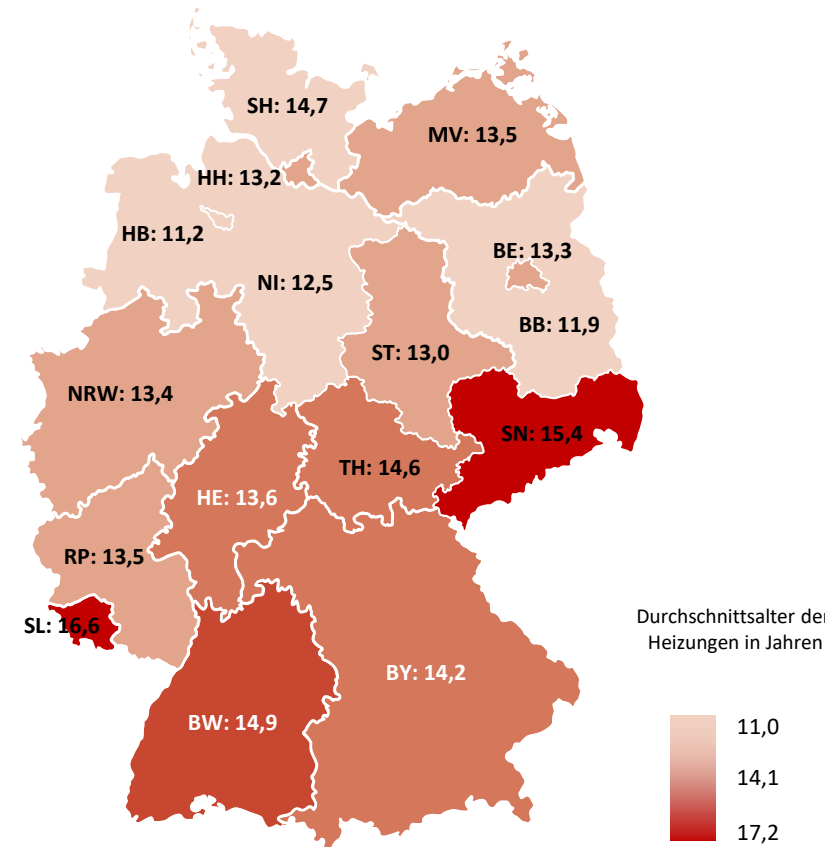 SH: 14,7
MV: 13,5
HH: 13,2
HB: 11,2
BE: 13,3
NI: 12,5
BB: 11,9
ST: 13,0
NRW: 13,4
SN: 15,4
TH: 14,6
HE: 13,6
RP: 13,5
SL: 16,6
BY: 14,2
BW: 14,9
Durchschnittsalter der
Heizungen in Jahren
11,0
14,1
17,2